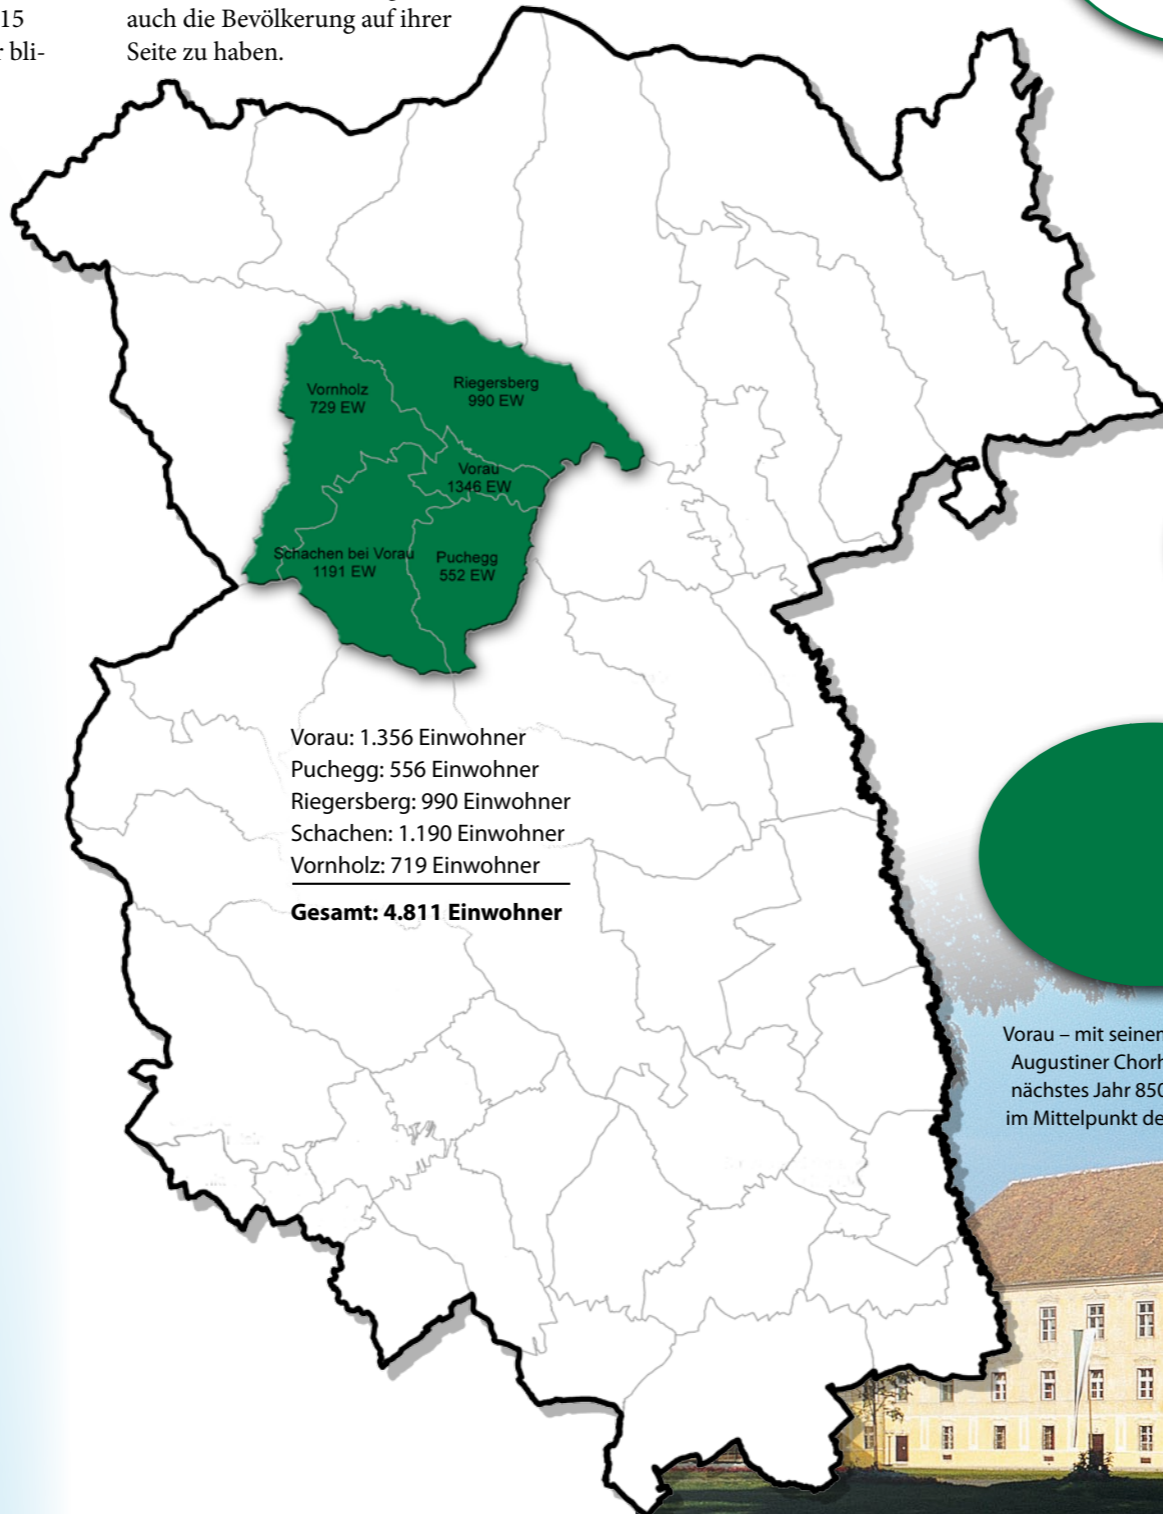 15
r bli-
auch die Bevölkerung auf ihrer
Seite zu haben.
Vornholz
729 EW
Riegersberg
990 EW
Vorau
1346 EW
Schachen bei Vorau
1191 EW
Puchegg
552 EW
Vorau: 1.356 Einwohner
Puchegg: 556 Einwohner
Riegersberg: 990 Einwohner
Schachen: 1.190 Einwohner
Vornholz: 719 Einwohner
Gesamt: 4.811 Einwohner
Vorau – mit seinen
Augustiner Chorh
nächstes Jahr 850
im Mittelpunkt de